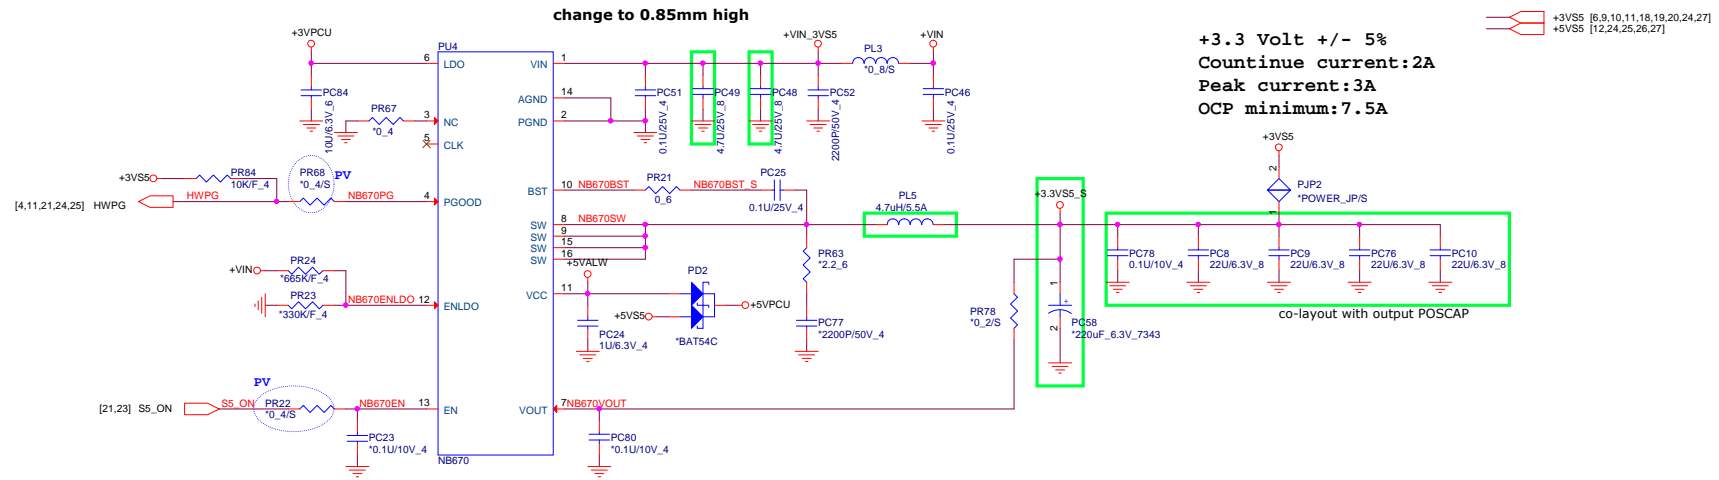 change to 0.85mm high
+3VS5 [6,9,10,11,18,19,20,24,27]
+5VS5 [12,24,25,26,27]
+3.3 Volt +/- 5%
Countinue current:2A
Peak current:3A
OCP minimum:7.5A
+3VPCU
PU4
+VIN_3VS5
+VIN
PL3
*0_8/S
6
LDO
VIN
1
PC84
10U/6.3V_6
PR67
*0_4
3
NC
5
CLK
AGND
14
PGND
2
PC51
0.1U/25V_4
PC49
4.7U/25V_8
PC48
4.7U/25V_8
PC52
2200P/50V_4
PC46
0.1U/25V_4
+3VS5
PR84
10K/F_4
PR68
*0_4/S
PV
[4,11,21,24,25] HWPG
HWPG
NB670PG
4
PGOOD
BST
10
NB670BST
PR21
0_6
NB670BST_S
PC25
0.1U/25V_4
SW
8
NB670SW
SW
9
SW
15
SW
16
PL5
4.7uH/5.5A
+3.3VS5_S
+3VS5
2
PJP2
*POWER_JP/S
1
PC78
0.1U/10V_4
PC8
22U/6.3V_8
PC9
22U/6.3V_8
PC76
22U/6.3V_8
PC10
22U/6.3V_8
co-layout with output POSCAP
PR63
*2.2_6
PC77
*2200P/50V_4
+VIN
PR24
*665K/F_4
PR23
*330K/F_4
NB670ENLDO
12
ENLDO
VCC
11
+5VALW
PD2
+5VPCU
+5VS5
*BAT54C
PC24
1U/6.3V_4
PR78
*0_2/S
1
+
PC58
*220uF_6.3V_7343
2
PV
[21,23] S5_ON
S5_ON
PR22
*0_4/S
NB670EN
13
EN
VOUT
7
NB670VOUT
PC23
*0.1U/10V_4
PC80
*0.1U/10V_4
NB670